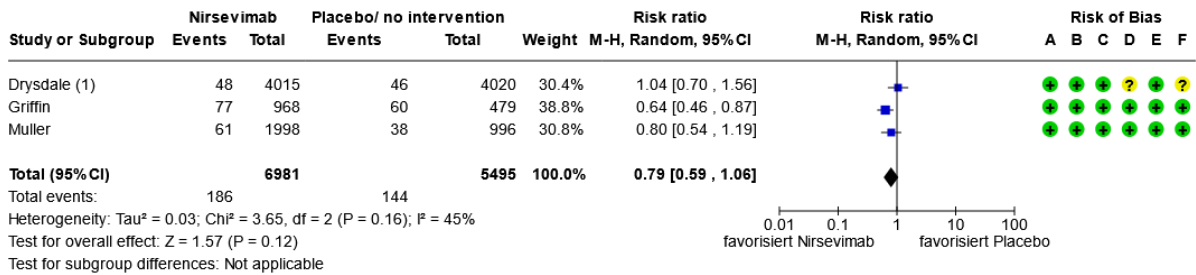 Nirsevimab Placebo/ no intervention Risk ratio Risk ratio Risk of Bias
Study or Subgroup Events Total Events Total Weight M-H, Random, 95% CI M-H, Random, 95% CI A B C D E F
Drysdale (1) 48 4015 46 4020 30.4% 1.04 [0.70 , 1.56] + + + ? + ?
Griffin 77 968 60 479 38.8% 0.64 [0.46 , 0.87] + + + + + +
Muller 61 1998 38 996 30.8% 0.80 [0.54 , 1.19] + + + + + +
Total (95% CI) 6981 5495 100.0% 0.79 [0.59 , 1.06]
Total events: 186 144
Heterogeneity: Tau² = 0.03; Chi² = 3.65, df = 2 (P = 0.16); I² = 45%
0.01 0.1 1 10 100
Test for overall effect: Z = 1.57 (P = 0.12)
favorisiert Nirsevimab favorisiert Placebo
Test for subgroup differences: Not applicable